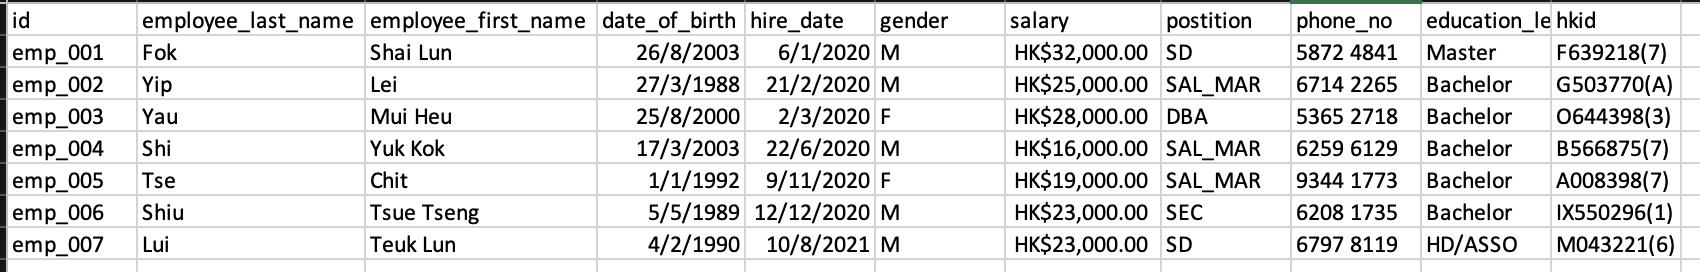 id employee_last_name employee_first_name date_of_birth hire_date gender salary postition phone_no education_le hkid
emp_001 Fok Shai Lun 26/8/2003 6/1/2020 M HK$32,000.00 SD 5872 4841 Master F639218(7)
emp_002 Yip Lei 27/3/1988 21/2/2020 M HK$25,000.00 SAL_MAR 6714 2265 Bachelor G503770(A)
emp_003 Yau Mui Heu 25/8/2000 2/3/2020 F HK$28,000.00 DBA 5365 2718 Bachelor O644398(3)
emp_004 Shi Yuk Kok 17/3/2003 22/6/2020 M HK$16,000.00 SAL_MAR 6259 6129 Bachelor B566875(7)
emp_005 Tse Chit 1/1/1992 9/11/2020 F HK$19,000.00 SAL_MAR 9344 1773 Bachelor A008398(7)
emp_006 Shiu Tsue Tseng 5/5/1989 12/12/2020 M HK$23,000.00 SEC 6208 1735 Bachelor IX550296(1)
emp_007 Lui Teuk Lun 4/2/1990 10/8/2021 M HK$23,000.00 SD 6797 8119 HD/ASSO M043221(6)